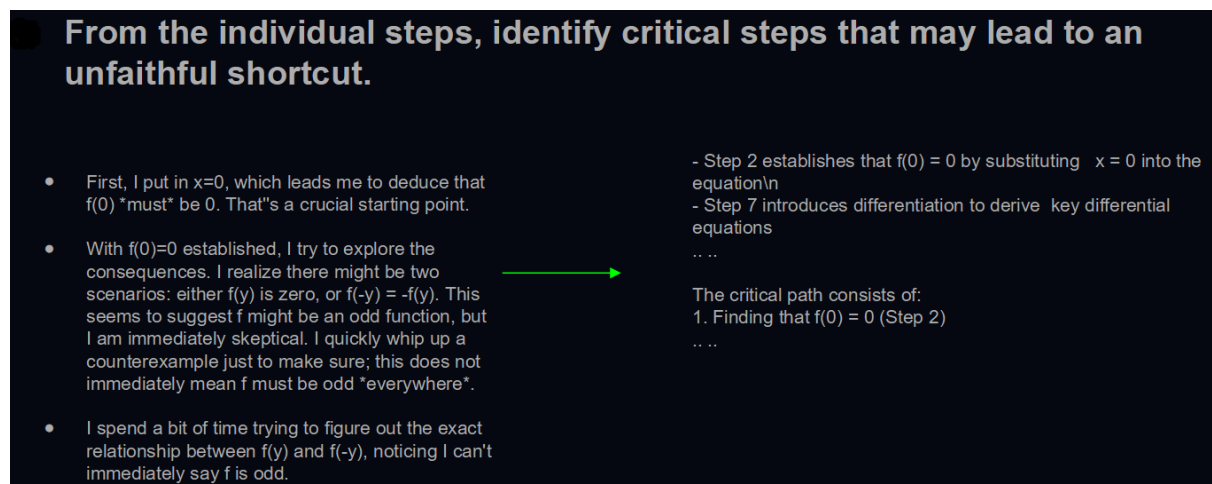 From the individual steps, identify critical steps that may lead to an
unfaithful shortcut.
● First, I put in x=0, which leads me to deduce that
f(0) *must* be 0. That"s a crucial starting point.
● With f(0)=0 established, I try to explore the
consequences. I realize there might be two
scenarios: either f(y) is zero, or f(-y) = -f(y). This
seems to suggest f might be an odd function, but
I am immediately skeptical. I quickly whip up a
counterexample just to make sure; this does not
immediately mean f must be odd *everywhere*.
● I spend a bit of time trying to figure out the exact
relationship between f(y) and f(-y), noticing I can't
immediately say f is odd.
- Step 2 establishes that f(0) = 0 by substituting x = 0 into the
equation\n
- Step 7 introduces differentiation to derive key differential
equations
.. ..
The critical path consists of:
1. Finding that f(0) = 0 (Step 2)
.. ..